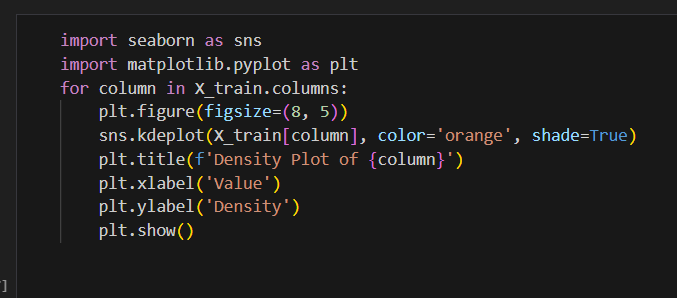 import seaborn as sns
import matplotlib.pyplot as plt
for column in X_train.columns:
    plt.figure(figsize=(8, 5))
    sns.kdeplot(X_train[column], color='orange', shade=True)
    plt.title(f'Density Plot of {column}')
    plt.xlabel('Value')
    plt.ylabel('Density')
    plt.show()
]